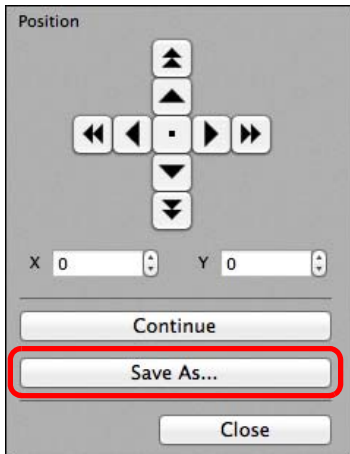 Position
X 0 Y 0
Continue
Save As...
Close